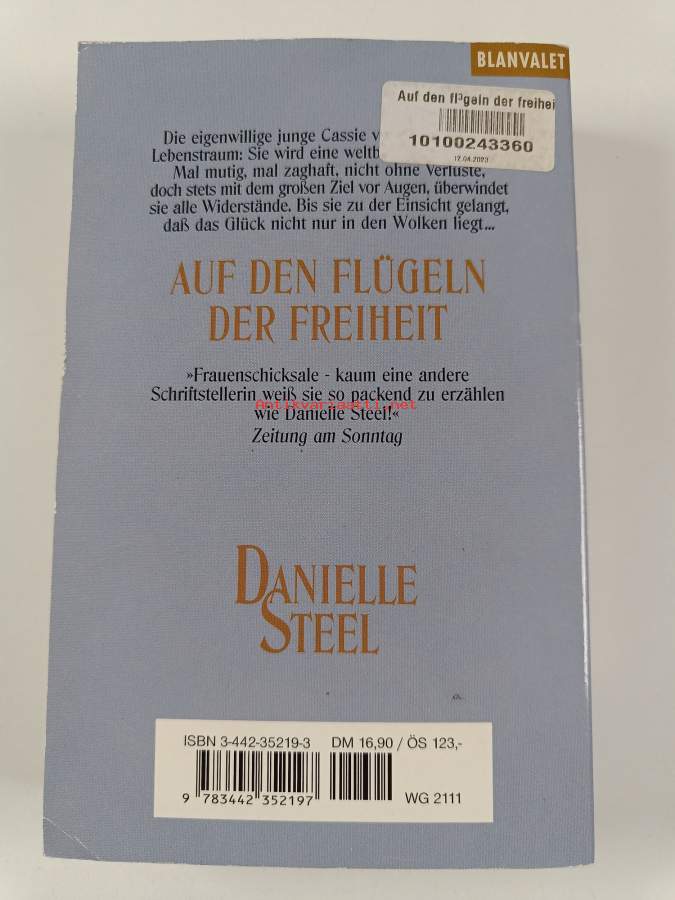 BLANVALET
Auf den fl³geln der freihei
10100243360
12.04.2023
Die eigenwillige junge Cassie
Lebenstraum: Sie wird eine
Mal mutig, mal zaghaft, nicht ohne Verluste,
doch stets mit dem großen Ziel vor Augen, überwindet
sie alle Widerstände. Bis sie zu der Einsicht gelangt,
daß das Glück nicht nur in den Wolken liegt...
AUF DEN FLÜGELN
DER FREIHEIT
»Frauenschicksale - kaum eine andere
Schriftstellerin weiß sie so packend zu erzählen
Antikvariaatti.net
wie Danielle Steel!«
Zeitung am Sonntag
DANIELLE
STEEL
ISBN 3-442-35219-3 DM 16,90 / ÖS 123,-
9 783442 352197
WG 2111